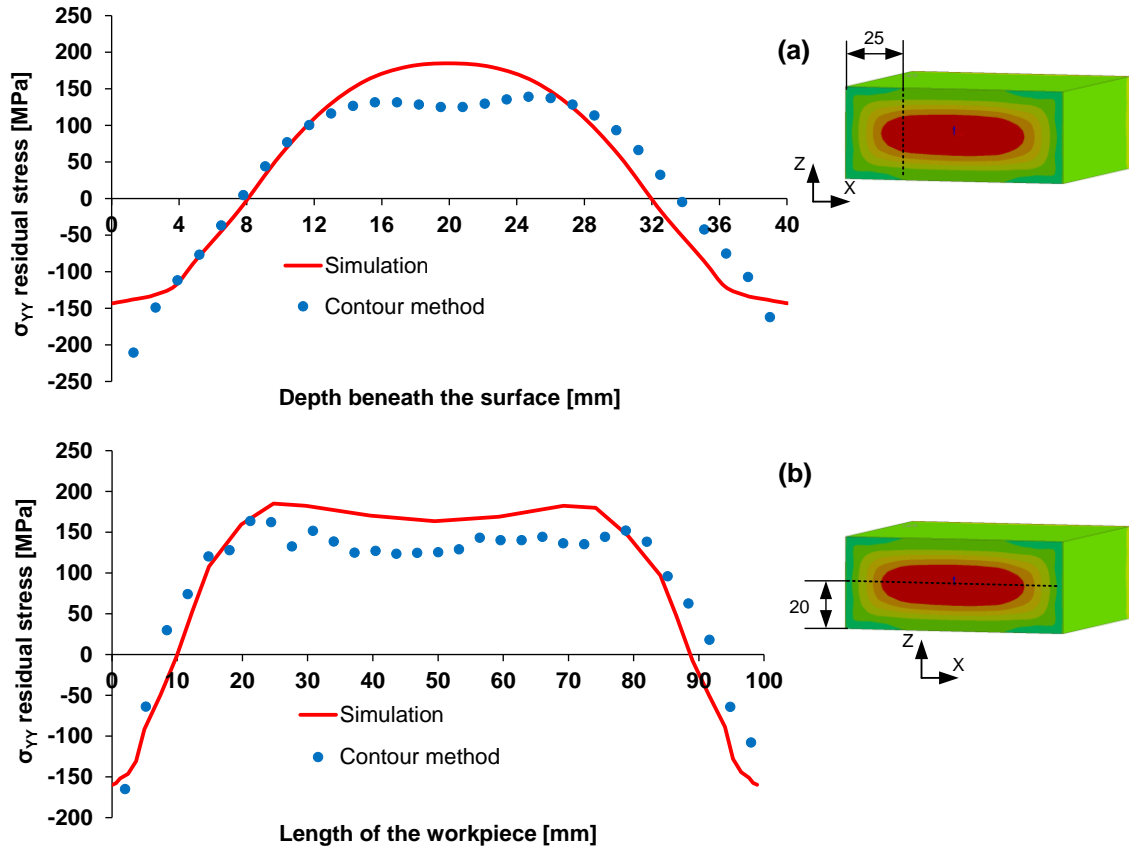 250
200
150
100
50
0
-50
-100
-150
-200
-250
0 4 8 12 16 20 24 28 32 36 40
σYY residual stress [MPa]
Depth beneath the surface [mm]
Simulation
Contour method
(a)
25
Z
X
250
200
150
100
50
0
-50
-100
-150
-200
0 10 20 30 40 50 60 70 80 90 100
σYY residual stress [MPa]
Length of the workpiece [mm]
Simulation
Contour method
(b)
20
Z
X